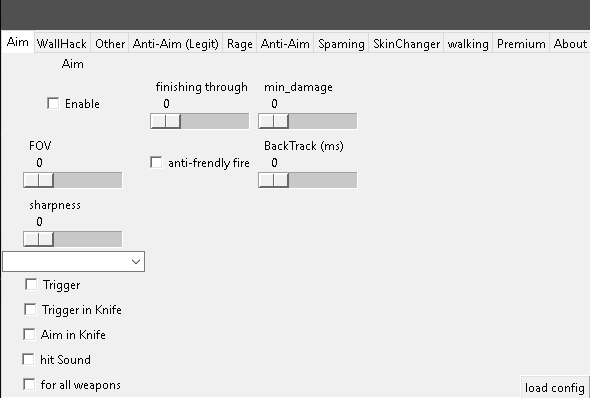 Aim WallHack Other Anti-Aim (Legit) Rage Anti-Aim Spaming SkinChanger walking Premium About
Aim
finishing through min_damage
Enable
0 0
FOV
0
anti-frendly fire
BackTrack (ms)
0
sharpness
0
Trigger
Trigger in Knife
Aim in Knife
hit Sound
for all weapons
load config